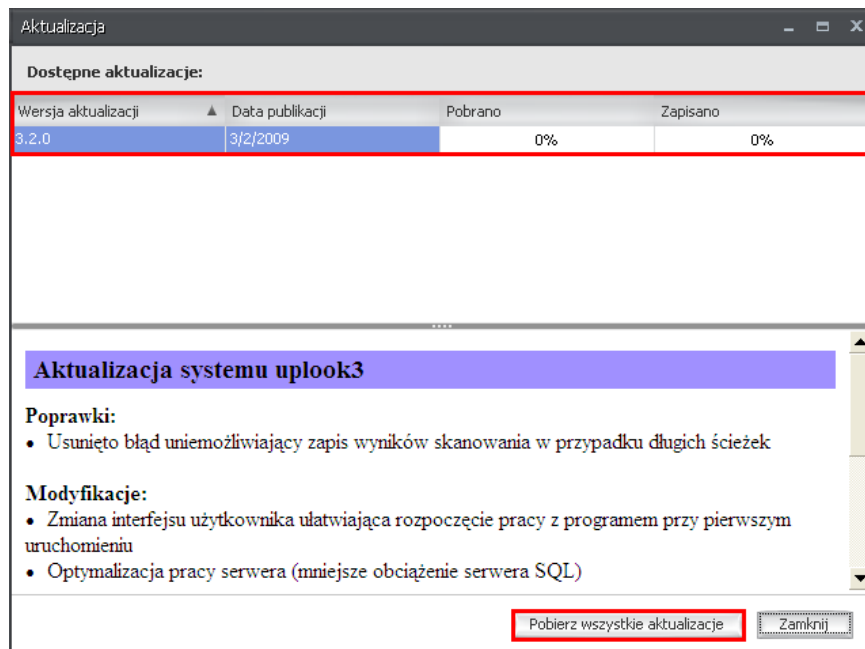 Aktualizacja
Dostępne aktualizacje:
Wersja aktualizacji Data publikacji Pobrano Zapisano
3.2.0 3/2/2009 0% 0%
Aktualizacja systemu uplook3
Poprawki:
• Usunięto błąd uniemożliwiający zapis wyników skanowania w przypadku długich ścieżek
Modyfikacje:
• Zmiana interfejsu użytkownika ułatwiająca rozpoczęcie pracy z programem przy pierwszym
uruchomieniu
• Optymalizacja pracy serwera (mniejsze obciążenie serwera SQL)
Pobierz wszystkie aktualizacje Zamknij